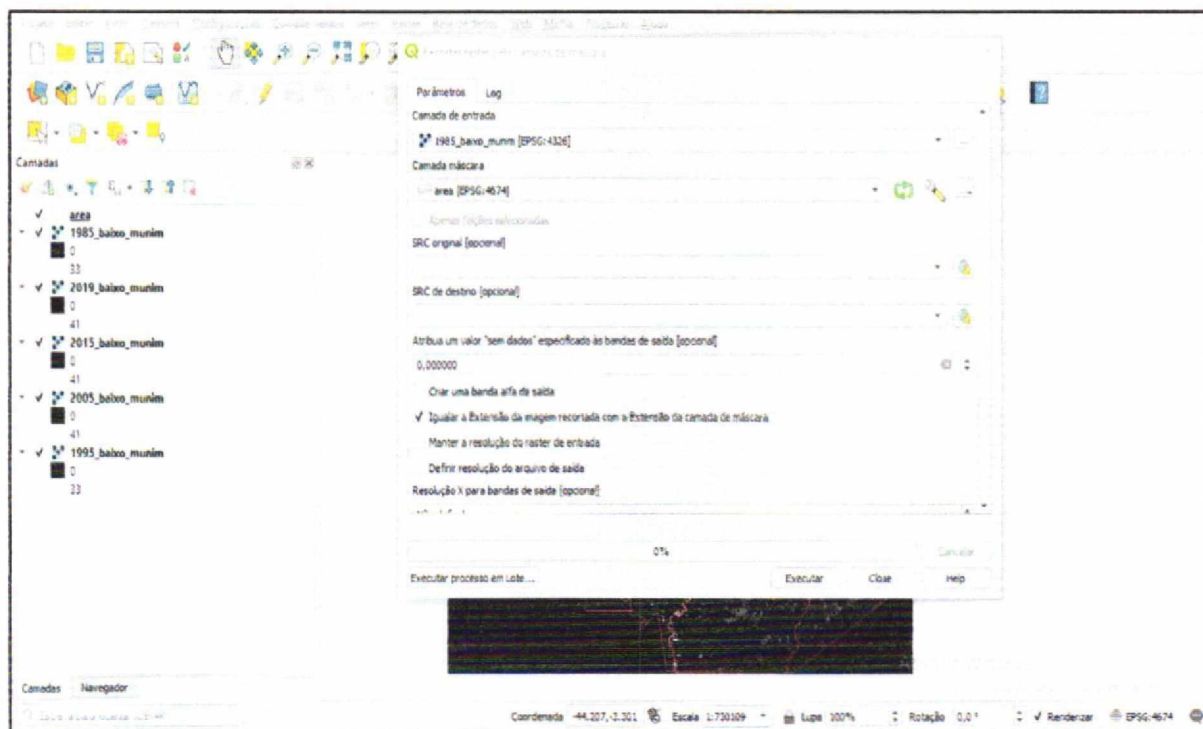 Parâmetros Log
Camada de entrada
1985_baixo_munim [EPSG:4326]
Camada máscara
area [EPSG:4674]
Apenas feições selecionadas
SRC original [opcional]
SRC de destino [opcional]
Atribua um valor "sem dados" especificado às bandas de saída [opcional]
0,000000
Criar uma banda alfa de saída
Igualar a Extensão da imagem recortada com a Extensão da camada de máscara
Manter a resolução do raster de entrada
Definir resolução do arquivo de saída
Resolução X para bandas de saída [opcional]
0%
Cancelar
Executar processo em Lote...
Executar Close Help
Camadas
area
1985_baixo_munim
0
33
2019_baixo_munim
0
41
2015_baixo_munim
0
41
2005_baixo_munim
0
41
1995_baixo_munim
0
33
Camadas Navegador
Coordenada -44.207,-3.301 Escala 1:730109 Lupa 100% Rotação 0,0 ° Renderizar EPSG:4674